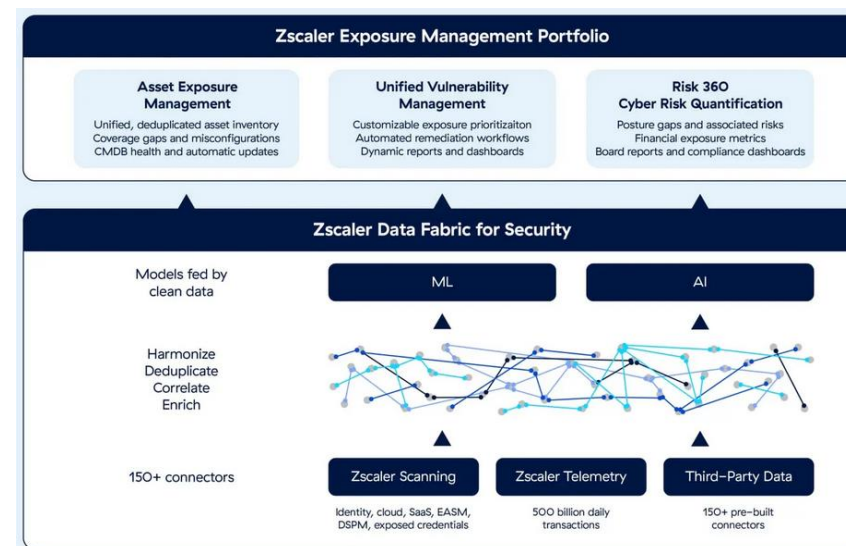 Zscaler Exposure Management Portfolio
Asset Exposure
Management
Unified, deduplicated asset inventory
Coverage gaps and misconfigurations
CMDB health and automatic updates
Unified Vulnerability
Management
Customizable exposure prioritizaiton
Automated remediation workflows
Dynamic reports and dashboards
Risk 360
Cyber Risk Quantification
Posture gaps and associated risks
Financial exposure metrics
Board reports and compliance dashboards
Zscaler Data Fabric for Security
Models fed by
clean data
ML
AI
Harmonize
Deduplicate
Correlate
Enrich
150+ connectors
Zscaler Scanning
Identity, cloud, SaaS, EASM,
DSPM, exposed credentials
Zscaler Telemetry
500 billion daily
transactions
Third-Party Data
150+ pre-built
connectors